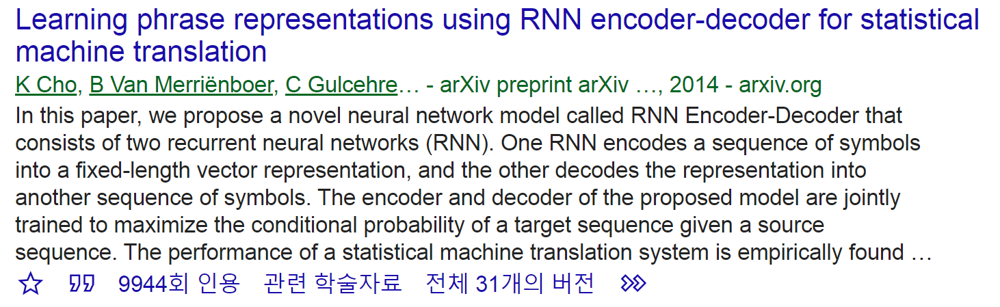 Learning phrase representations using RNN encoder-decoder for statistical
machine translation
K Cho, B Van Merriënboer, C Gulcehre… - arXiv preprint arXiv …, 2014 - arxiv.org
In this paper, we propose a novel neural network model called RNN Encoder-Decoder that
consists of two recurrent neural networks (RNN). One RNN encodes a sequence of symbols
into a fixed-length vector representation, and the other decodes the representation into
another sequence of symbols. The encoder and decoder of the proposed model are jointly
trained to maximize the conditional probability of a target sequence given a source
sequence. The performance of a statistical machine translation system is empirically found …
9944회 인용 관련 학술자료 전체 31개의 버전